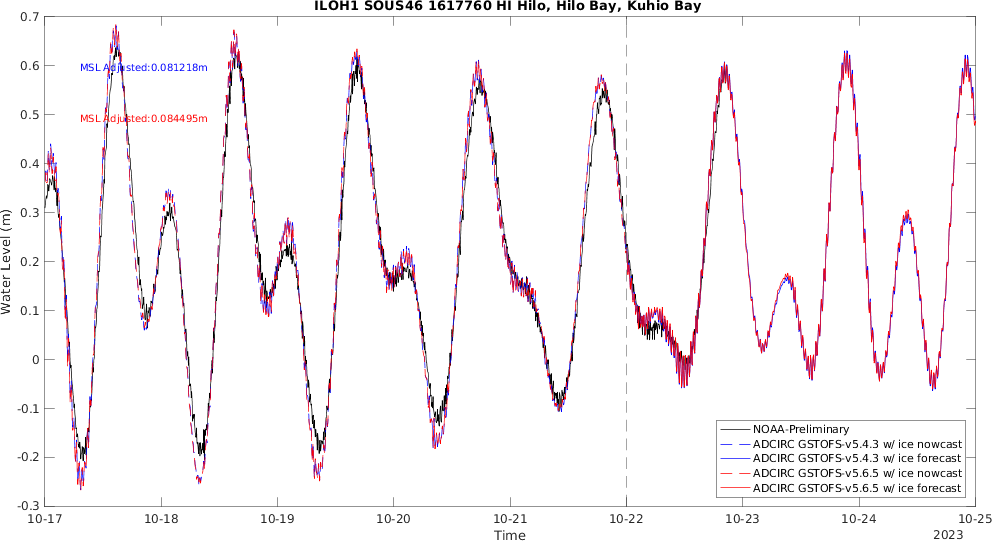 ILOH1 SOUS46 1617760 HI Hilo, Hilo Bay, Kuhio Bay
0.7
0.6
0.5
0.4
0.3
0.2
0.1
0
-0.1
-0.2
-0.3
Water Level (m)
MSL Adjusted:0.081218m
MSL Adjusted:0.084495m
NOAA-Preliminary
ADCIRC GSTOFS-v5.4.3 w/ ice nowcast
ADCIRC GSTOFS-v5.4.3 w/ ice forecast
ADCIRC GSTOFS-v5.6.5 w/ ice nowcast
ADCIRC GSTOFS-v5.6.5 w/ ice forecast
10-17 10-18 10-19 10-20 10-21 10-22 10-23 10-24 10-25
Time
2023